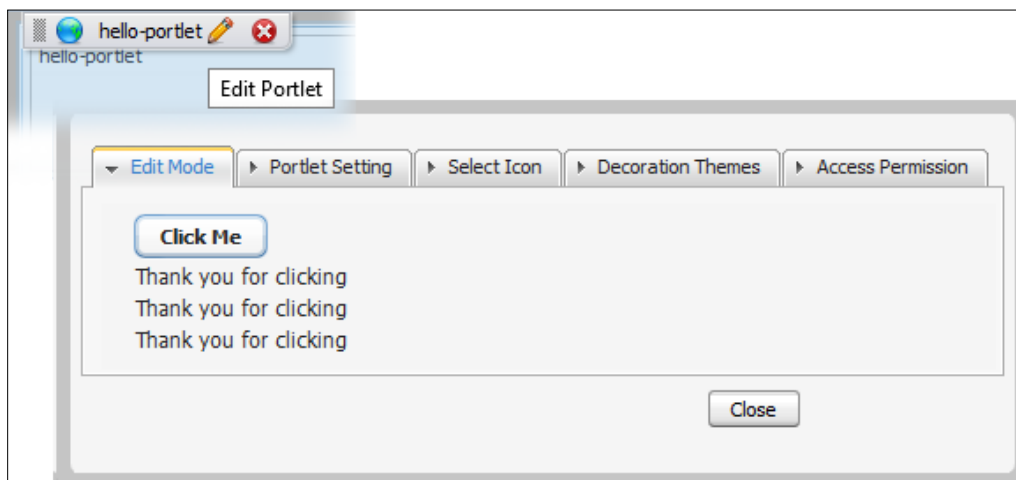 hello-portlet
hello-portlet
Edit Portlet
Edit Mode Portlet Setting Select Icon Decoration Themes Access Permission
Click Me
Thank you for clicking
Thank you for clicking
Thank you for clicking
Close